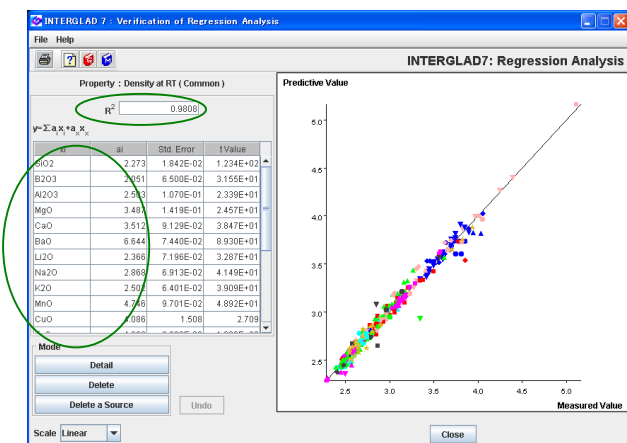 INTERGLAD 7 : Verification of Regression Analysis
File Help
INTERGLAD7: Regression Analysis
Property : Density at RT ( Common )
R2 0.9808
y=Σaixi+axxx
xi ai Std. Error t Value
SiO2 2.273 1.842E-02 1.234E+02
B2O3 2.051 6.500E-02 3.155E+01
Al2O3 2.503 1.070E-01 2.339E+01
MgO 3.487 1.419E-01 2.457E+01
CaO 3.512 9.129E-02 3.847E+01
BaO 6.644 7.440E-02 8.930E+01
Li2O 2.366 7.196E-02 3.287E+01
Na2O 2.868 6.913E-02 4.149E+01
K2O 2.502 6.401E-02 3.909E+01
MnO 4.746 9.701E-02 4.892E+01
CuO 4.086 1.508 2.709
Mode
Detail
Delete
Delete a Source Undo
Scale Linear
Predictive Value
5.0
4.5
4.0
3.5
3.0
2.5
2.5 3.0 3.5 4.0 4.5 5.0
Measured Value
Close